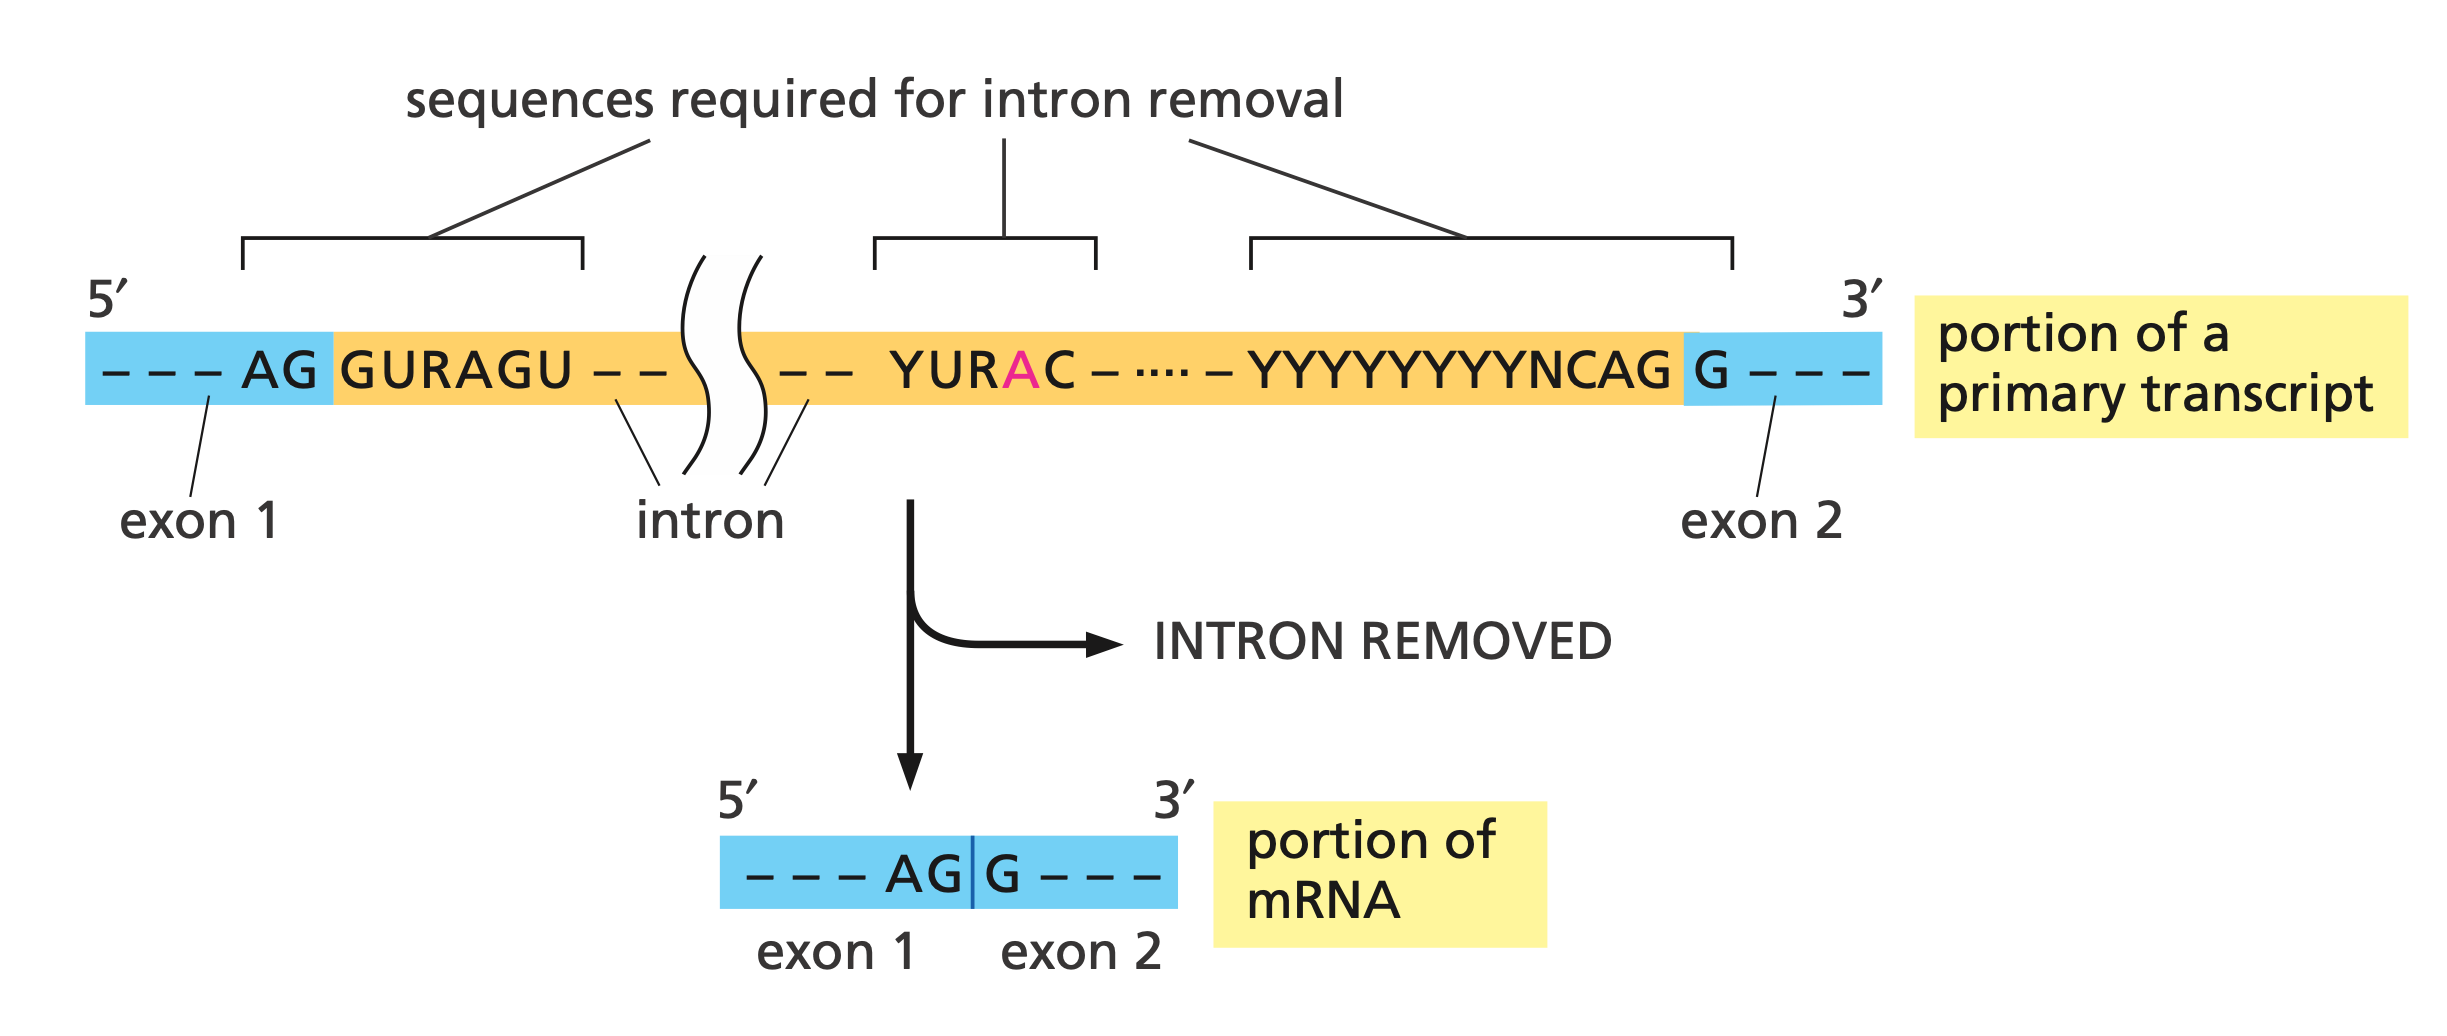 sequences required for intron removal
5′ 3′
– – – AG GURAGU – – – – YURAC – ···· – YYYYYYYYNCAG G – – –
portion of a
primary transcript
exon 1 intron exon 2
INTRON REMOVED
5′ 3′
– – – AG G – – –
portion of
mRNA
exon 1 exon 2